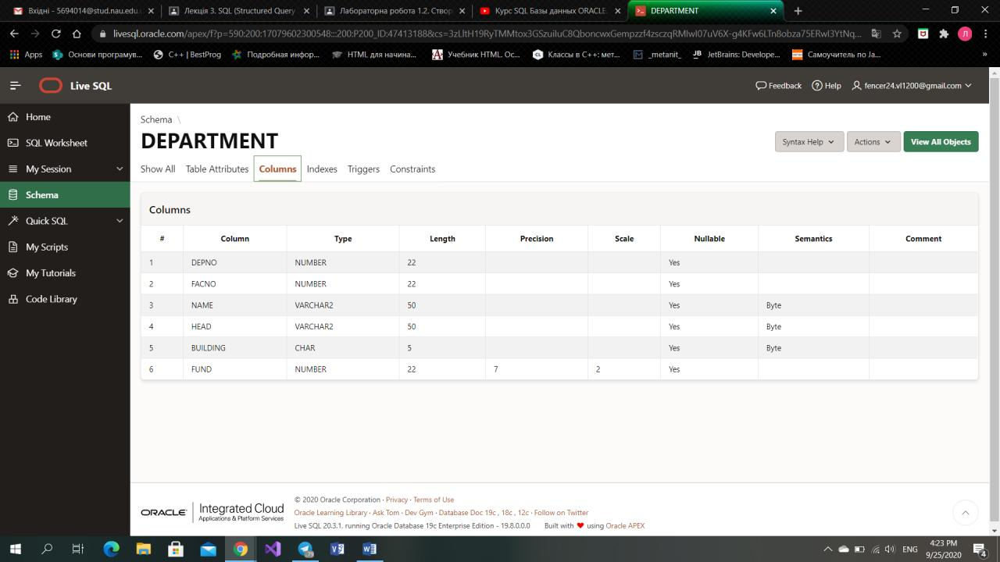 Вхідні - 5694014@stud.nau.edu.
Лекція 3. SQL (Structured Query
Лабораторна робота 1.2. Створ
Курс SQL Базы данных ORACLE
DEPARTMENT
livesql.oracle.com/apex/f?p=590:200:17079602300548:::200:P200_ID:47413188&cs=3zLltH19RyTMMtox3GSzuiluC8QboncwxGempzzf4zsczqRMlwI07uV6X-g4KFw6LTn8obza75ERwI3YtNq...
Л
Apps
Основи програмув...
C++ | BestProg
Подробная инфор...
HTML для начина...
Учебник HTML. Ос...
Классы в C++: мет...
_metanit_
JetBrains: Develope...
Самоучитель по Ja...
»
Live SQL
Feedback
Help
fencer24.vl1200@gmail.com
Home
SQL Worksheet
My Session
Schema
Quick SQL
My Scripts
My Tutorials
Code Library
Schema \
DEPARTMENT
Syntax Help
Actions
View All Objects
Show All Table Attributes Columns Indexes Triggers Constraints
Columns
# Column Type Length Precision Scale Nullable Semantics Comment
1 DEPNO NUMBER 22 Yes
2 FACNO NUMBER 22 Yes
3 NAME VARCHAR2 50 Yes Byte
4 HEAD VARCHAR2 50 Yes Byte
5 BUILDING CHAR 5 Yes Byte
6 FUND NUMBER 22 7 2 Yes
ORACLE Integrated Cloud
Applications & Platform Services
© 2020 Oracle Corporation · Privacy · Terms of Use
Oracle Learning Library · Ask Tom · Dev Gym · Database Doc 19c , 18c , 12c · Follow on Twitter
Live SQL 20.3.1, running Oracle Database 19c Enterprise Edition - 19.8.0.0.0 Built with ❤ using Oracle APEX
79
ENG
4:23 PM
9/25/2020
4